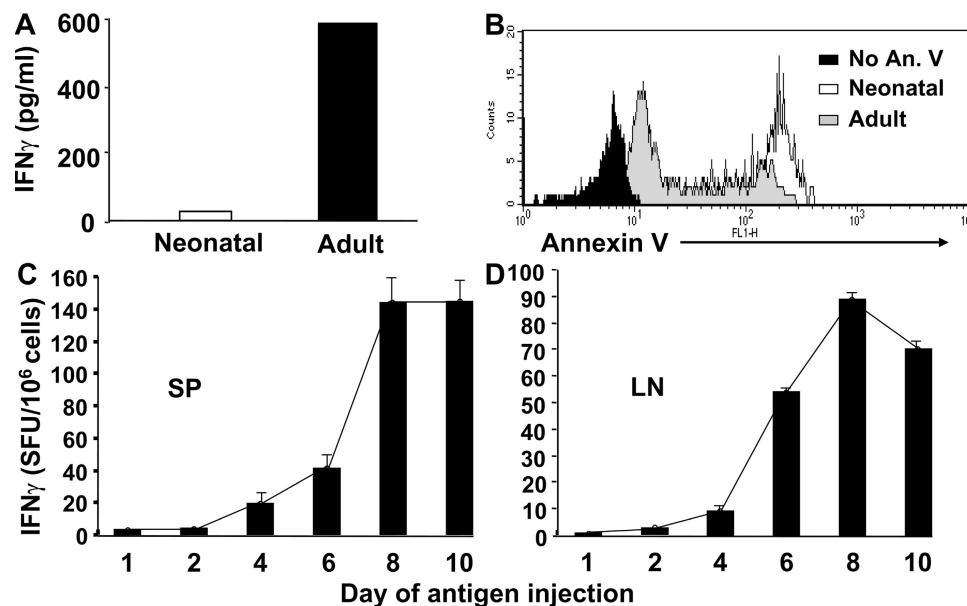 A
IFNγ (pg/ml)
600
400
200
0
Neonatal Adult
B
Counts
20
15
10
5
0
No An. V
Neonatal
Adult
10⁰ 10¹ 10² 10³
FL1-H
Annexin V
C
IFNγ (SFU/10⁶ cells)
160
140
120
100
80
60
40
20
0
SP
1 2 4 6 8 10
D
100
90
80
70
60
50
40
30
20
10
0
LN
1 2 4 6 8 10
Day of antigen injection